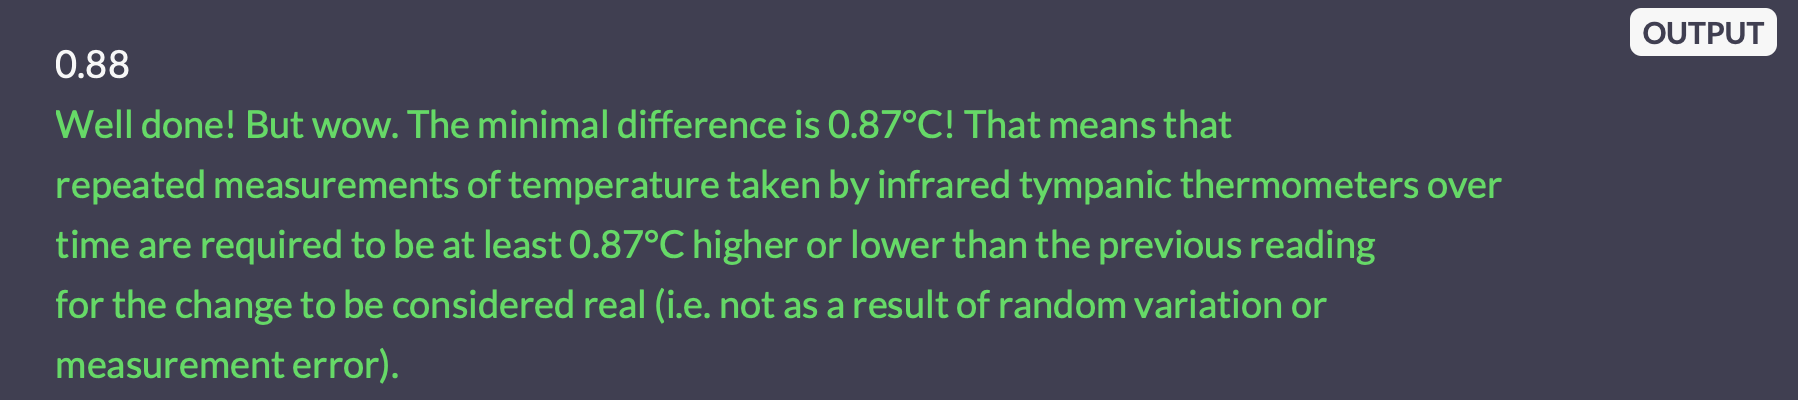 OUTPUT
0.88
Well done! But wow. The minimal difference is 0.87°C! That means that
repeated measurements of temperature taken by infrared tympanic thermometers over
time are required to be at least 0.87°C higher or lower than the previous reading
for the change to be considered real (i.e. not as a result of random variation or
measurement error).